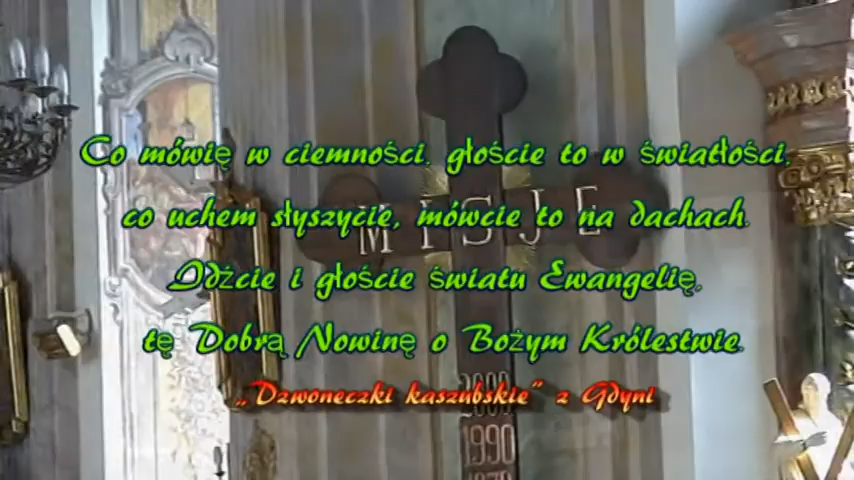 Co mówię w ciemności, głoście to w światłości,
co uchem słyszycie, mówcie to na dachach.
Idźcie i głoście światu Ewangelię,
tę Dobrą Nowinę o Bożym Królestwie.
„Dzwoneczki kaszubskie” z Gdyni
MISJE
2000
1990